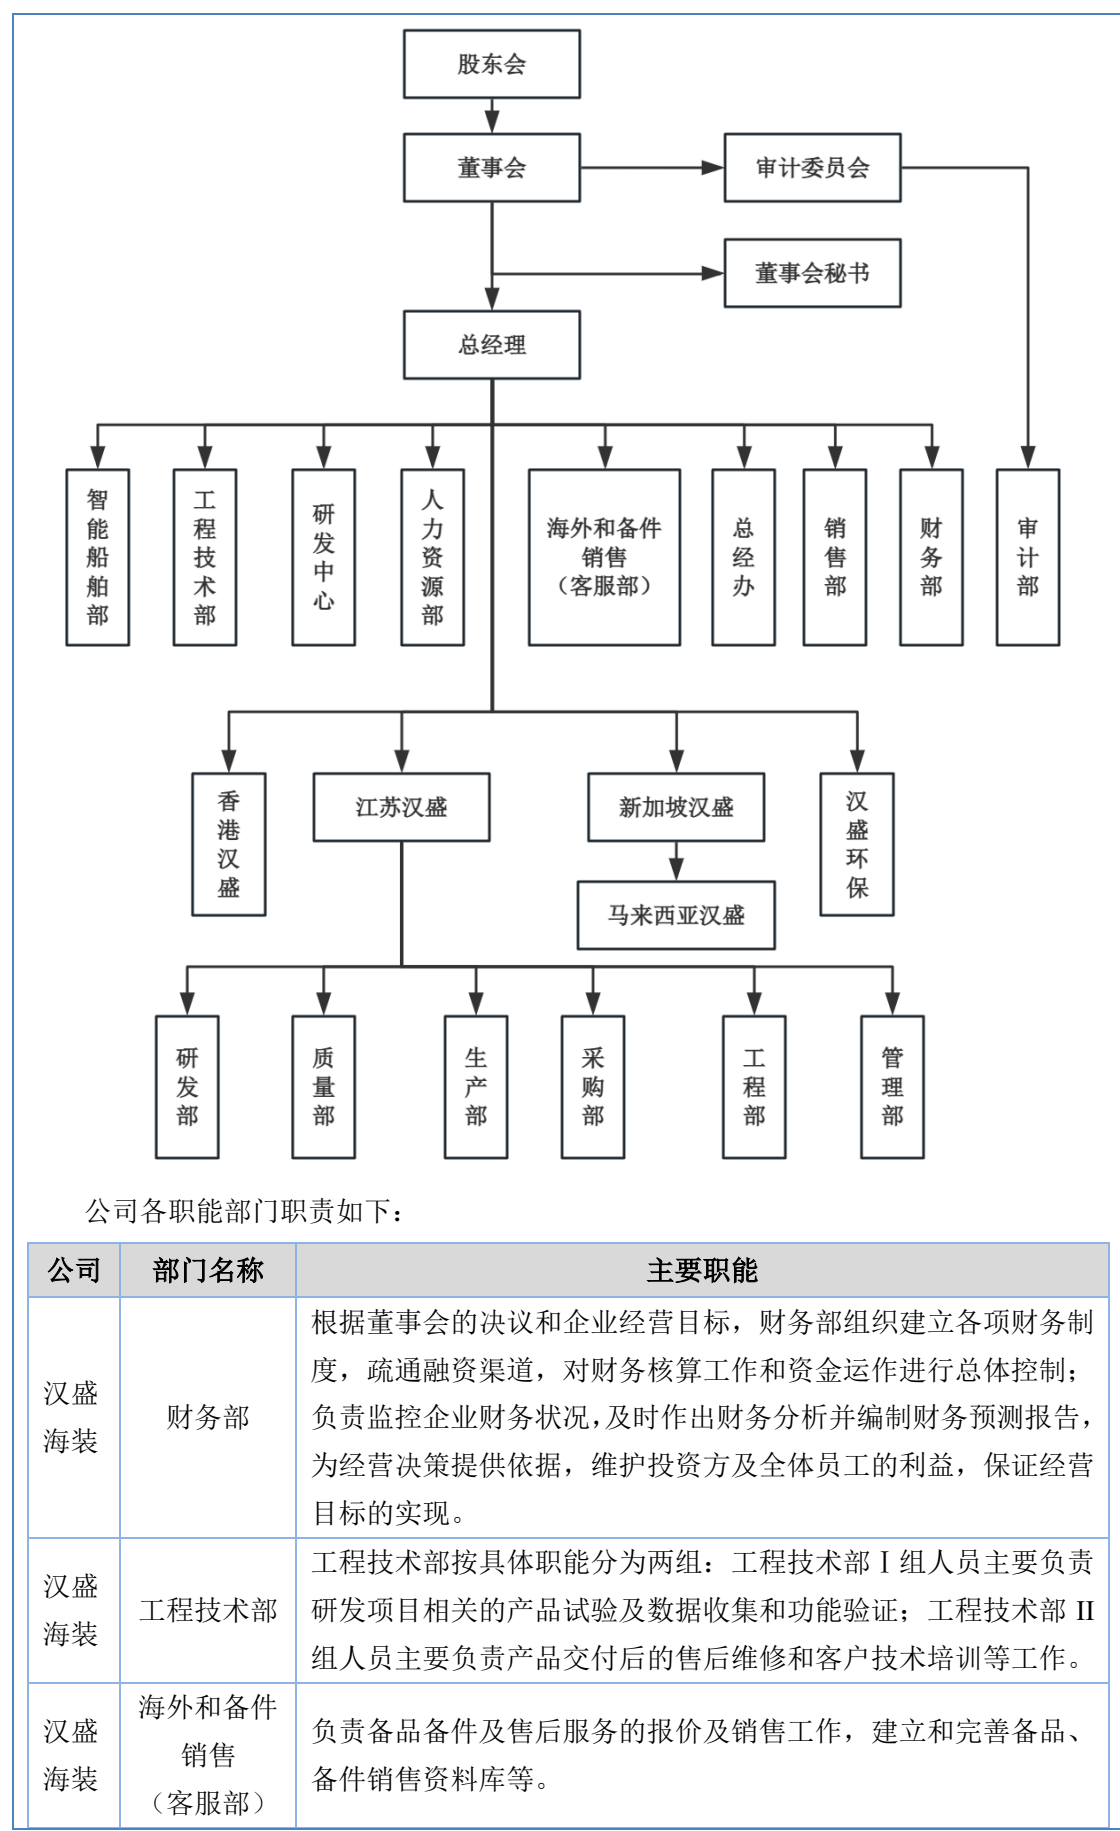 股东会
董事会
审计委员会
董事会秘书
总经理
智能船舶部
工程技术部
研发中心
人力资源部
海外和备件
销售
（客服部）
总经办
销售部
财务部
审计部
香港汉盛
江苏汉盛
新加坡汉盛
汉盛环保
马来西亚汉盛
研发部
质量部
生产部
采购部
工程部
管理部
公司各职能部门职责如下：
公司 部门名称 主要职能
汉盛
海装
财务部
根据董事会的决议和企业经营目标，财务部组织建立各项财务制
度，疏通融资渠道，对财务核算工作和资金运作进行总体控制；
负责监控企业财务状况，及时作出财务分析并编制财务预测报告，
为经营决策提供依据，维护投资方及全体员工的利益，保证经营
目标的实现。
汉盛
海装
工程技术部
工程技术部按具体职能分为两组：工程技术部 I 组人员主要负责
研发项目相关的产品试验及数据收集和功能验证；工程技术部 II
组人员主要负责产品交付后的售后维修和客户技术培训等工作。
汉盛
海装
海外和备件
销售
（客服部）
负责备品备件及售后服务的报价及销售工作，建立和完善备品、
备件销售资料库等。